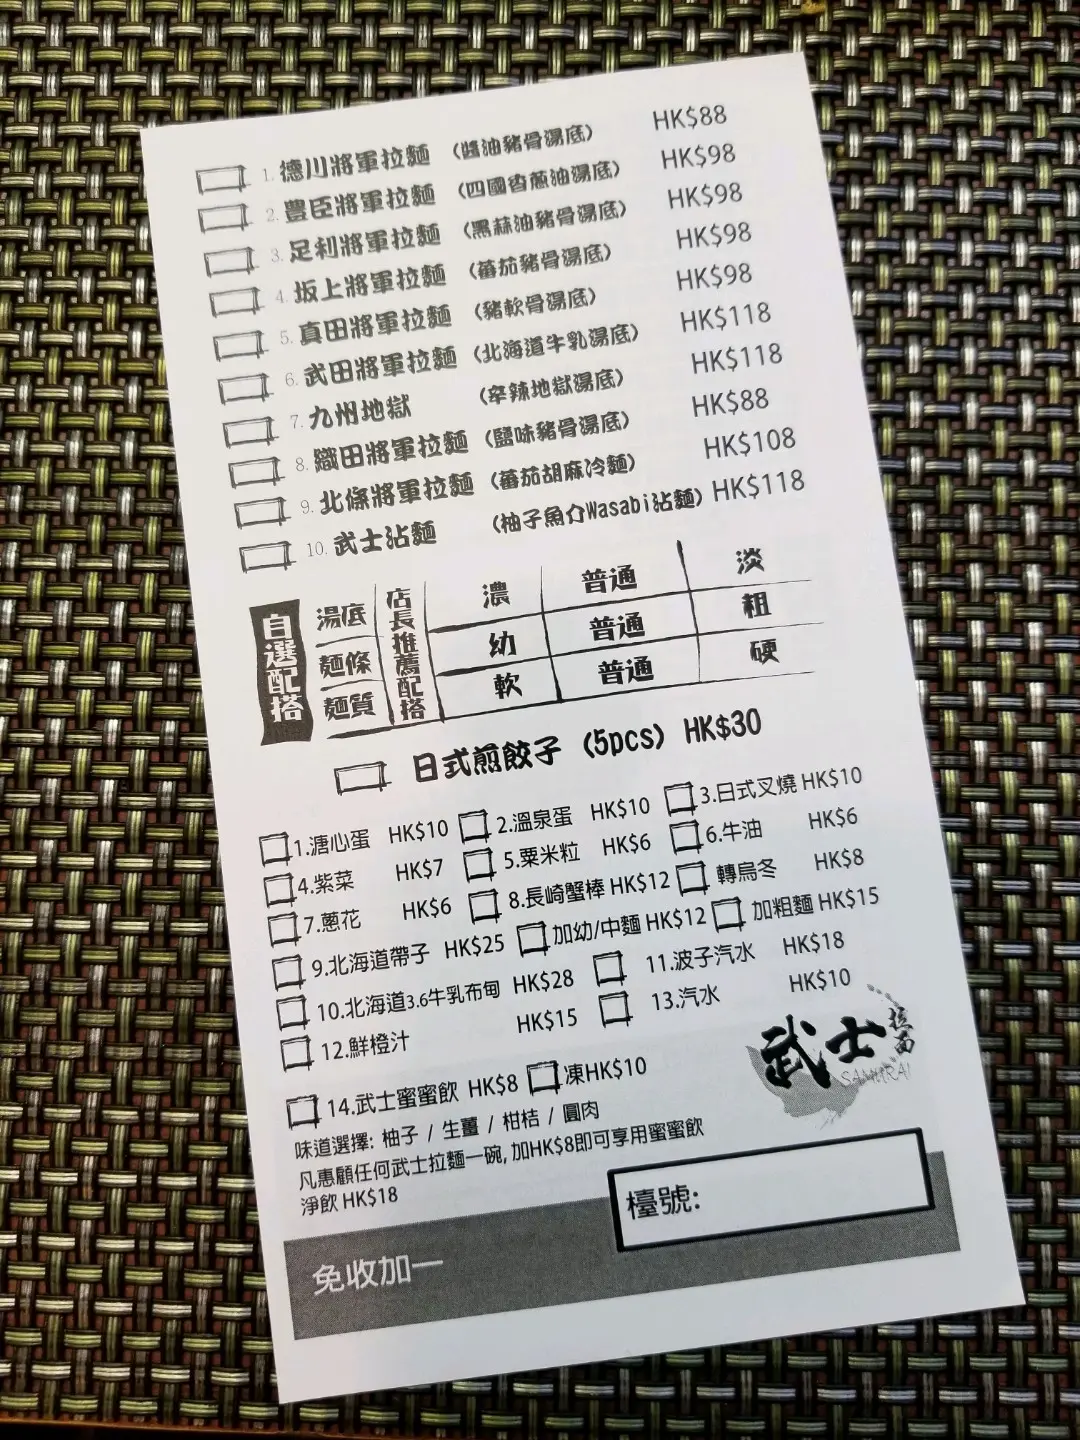 1. 德川將軍拉麵 (醬油豬骨湯底) HK$88
2. 豐臣將軍拉麵 (四國香蔥油湯底) HK$98
3. 足利將軍拉麵 (黑蒜油豬骨湯底) HK$98
4. 坂上將軍拉麵 (蕃茄豬骨湯底) HK$98
5. 真田將軍拉麵 (豬軟骨湯底) HK$98
6. 武田將軍拉麵 (北海道牛乳湯底) HK$118
7. 九州地獄 (辛辣地獄湯底) HK$118
8. 織田將軍拉麵 (鹽味豬骨湯底) HK$88
9. 北條將軍拉麵 (蕃茄胡麻冷麵) HK$108
10. 武士沾麵 (柚子魚介Wasabi沾麵) HK$118
自選配搭
店長推薦配搭
湯底 濃 普通 淡
麵條 幼 普通 粗
麵質 軟 普通 硬
日式煎餃子 (5pcs) HK$30
1.溏心蛋 HK$10 2.溫泉蛋 HK$10 3.日式叉燒 HK$10
4.紫菜 HK$7 5.粟米粒 HK$6 6.牛油 HK$6
7.蔥花 HK$6 8.長崎蟹棒 HK$12 轉烏冬 HK$8
9.北海道帶子 HK$25 加幼/中麵 HK$12 加粗麵 HK$15
10.北海道3.6牛乳布甸 HK$28 11.波子汽水 HK$18
12.鮮橙汁 HK$15 13.汽水 HK$10
武士拉面
SAMURAI
14.武士蜜蜜飲 HK$8 凍HK$10
味道選擇: 柚子 / 生薑 / 柑桔 / 圓肉
凡惠顧任何武士拉麵一碗, 加HK$8即可享用蜜蜜飲
淨飲 HK$18
檯號:
免收加一